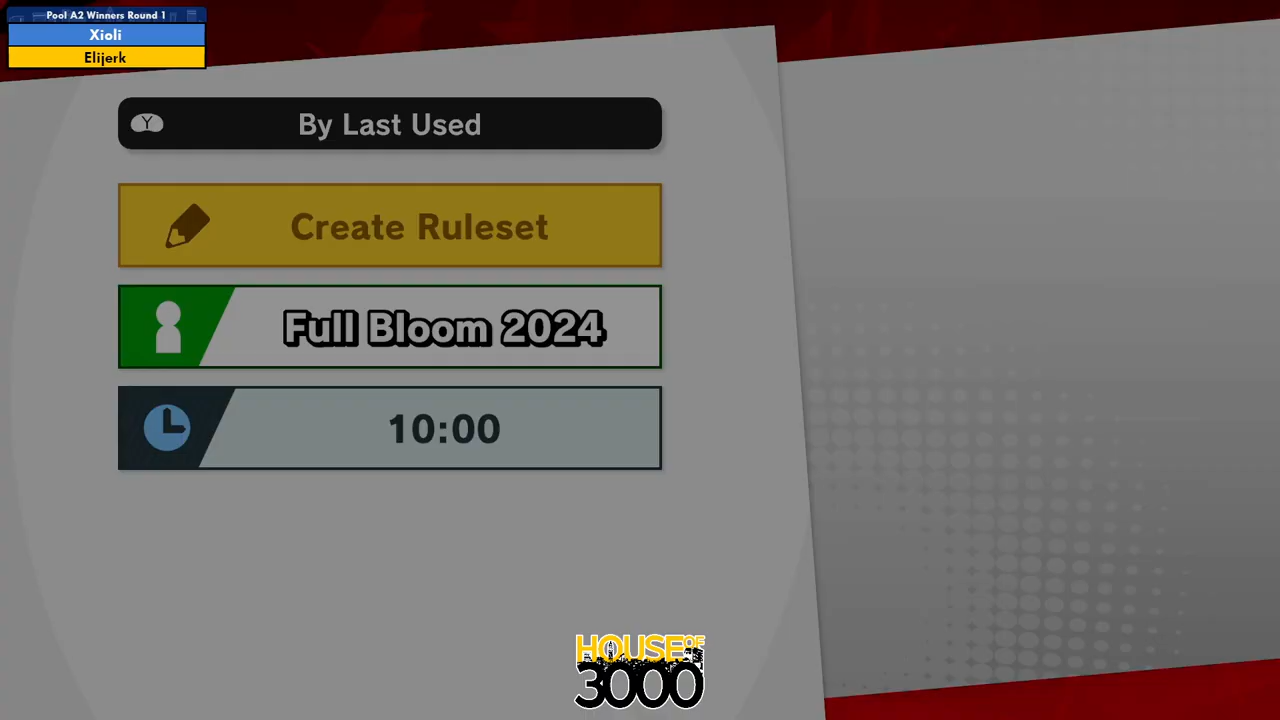 Pool A2 Winners Round 1
Xioli
Elijerk
Y
By Last Used
Create Ruleset
Full Bloom 2024
10:00
HOUSE OF
3000